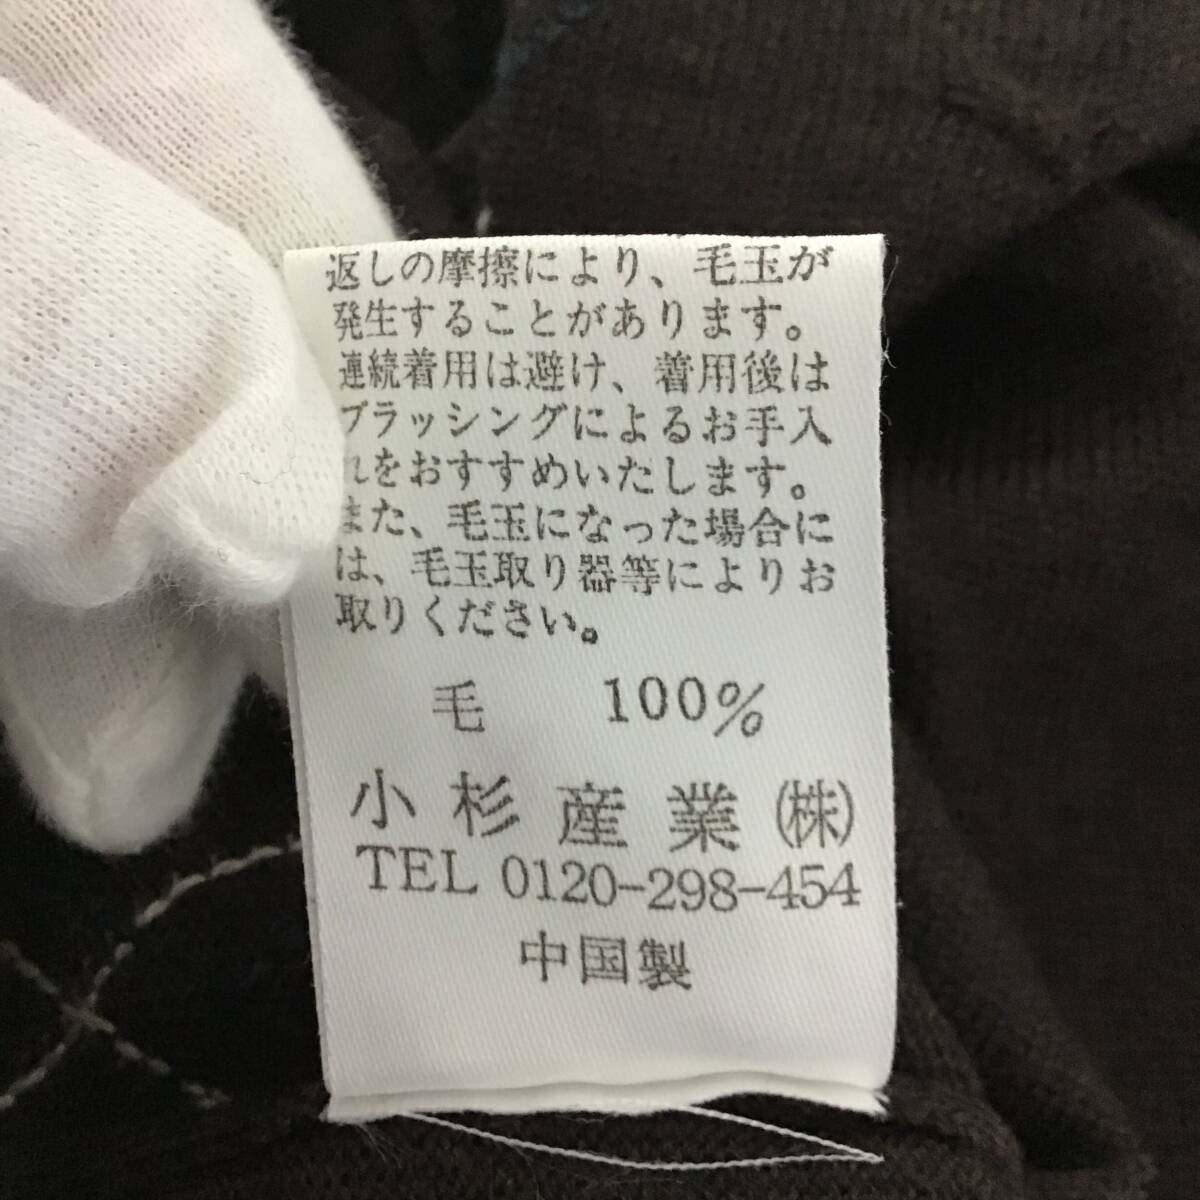 返しの摩擦により、毛玉が
発生することがあります。
連続着用は避け、着用後は
ブラッシングによるお手入
れをおすすめいたします。
また、毛玉になった場合に
は、毛玉取り器等によりお
取りください。
毛 100%
小杉産業(株)
TEL 0120-298-454
中国製